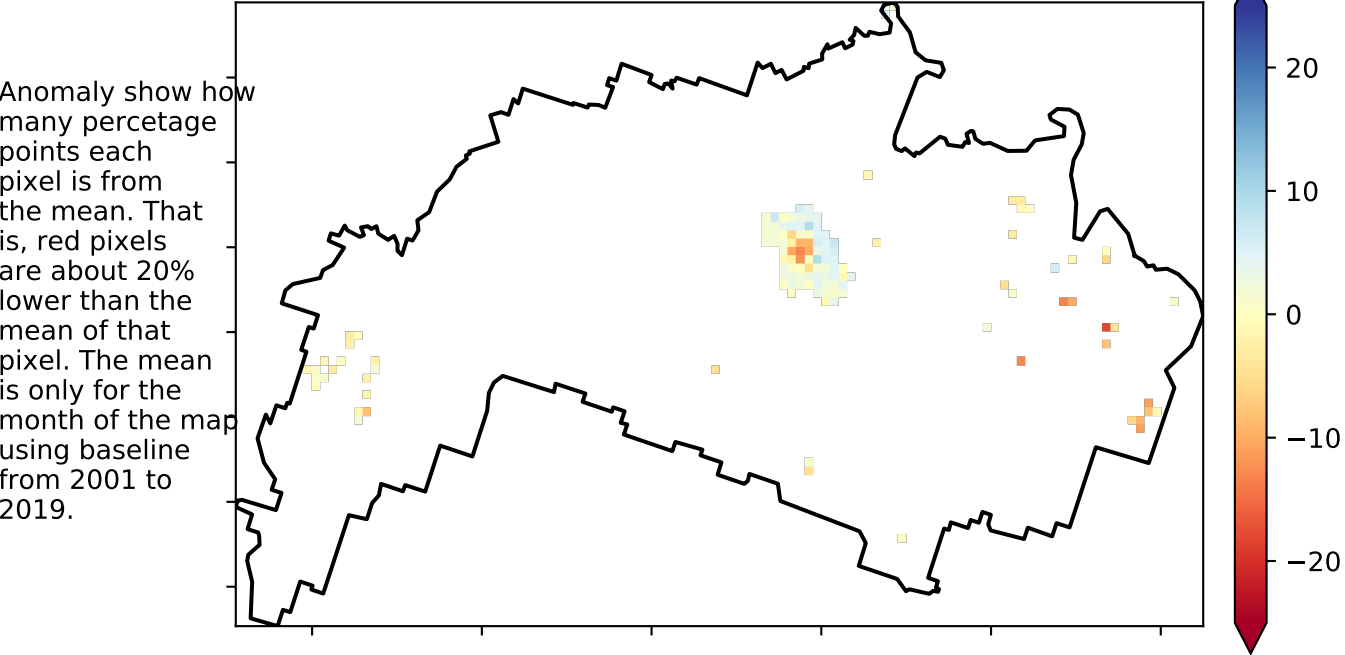 Anomaly show how
many percetage
points each
pixel is from
the mean. That
is, red pixels
are about 20%
lower than the
mean of that
pixel. The mean
is only for the
month of the map
using baseline
from 2001 to
2019.
20
10
0
−10
−20